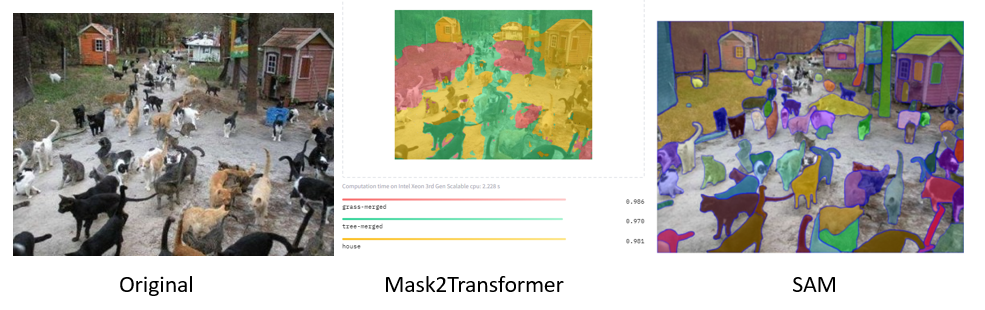 Computation time on Intel Xeon 3rd Gen Scalable cpu: 2.228 s
0.986
grass-merged
0.978
tree-merged
0.981
house
Original
Mask2Transformer
SAM